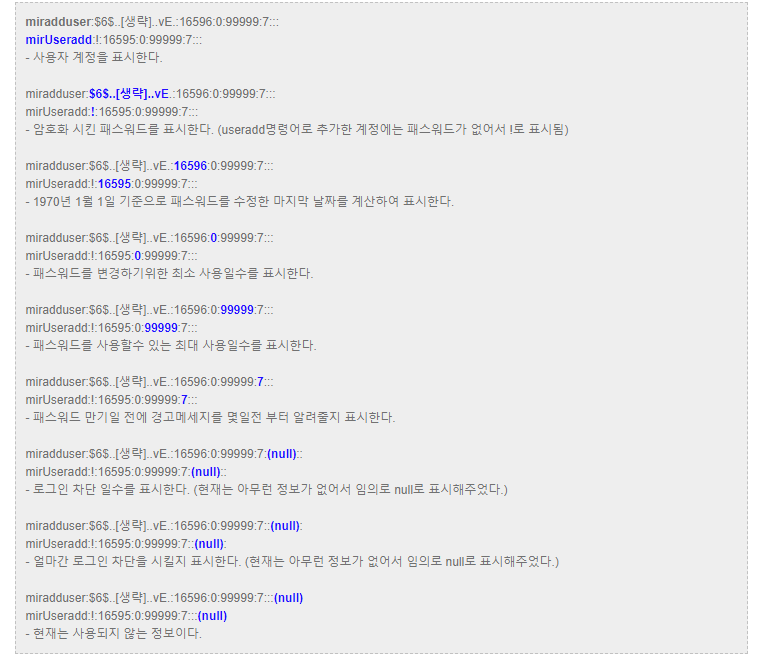 miradduser:$6$..[생략]..vE.:16596:0:99999:7:::
mirUseradd:!:16595:0:99999:7:::
- 사용자 계정을 표시한다.
miradduser:$6$..[생략]..vE.:16596:0:99999:7:::
mirUseradd:!:16595:0:99999:7:::
- 암호화 시킨 패스워드를 표시한다. (useradd명령어로 추가한 계정에는 패스워드가 없어서 !로 표시됨)
miradduser:$6$..[생략]..vE.:16596:0:99999:7:::
mirUseradd:!:16595:0:99999:7:::
- 1970년 1월 1일 기준으로 패스워드를 수정한 마지막 날짜를 계산하여 표시한다.
miradduser:$6$..[생략]..vE.:16596:0:99999:7:::
mirUseradd:!:16595:0:99999:7:::
- 패스워드를 변경하기위한 최소 사용일수를 표시한다.
miradduser:$6$..[생략]..vE.:16596:0:99999:7:::
mirUseradd:!:16595:0:99999:7:::
- 패스워드를 사용할수 있는 최대 사용일수를 표시한다.
miradduser:$6$..[생략]..vE.:16596:0:99999:7:::
mirUseradd:!:16595:0:99999:7:::
- 패스워드 만기일 전에 경고메세지를 몇일전 부터 알려줄지 표시한다.
miradduser:$6$..[생략]..vE.:16596:0:99999:7:(null)::
mirUseradd:!:16595:0:99999:7:(null)::
- 로그인 차단 일수를 표시한다. (현재는 아무런 정보가 없어서 임의로 null로 표시해주었다.)
miradduser:$6$..[생략]..vE.:16596:0:99999:7::(null):
mirUseradd:!:16595:0:99999:7::(null):
- 얼마간 로그인 차단을 시킬지 표시한다. (현재는 아무런 정보가 없어서 임의로 null로 표시해주었다.)
miradduser:$6$..[생략]..vE.:16596:0:99999:7:::(null)
mirUseradd:!:16595:0:99999:7:::(null)
- 현재는 사용되지 않는 정보이다.